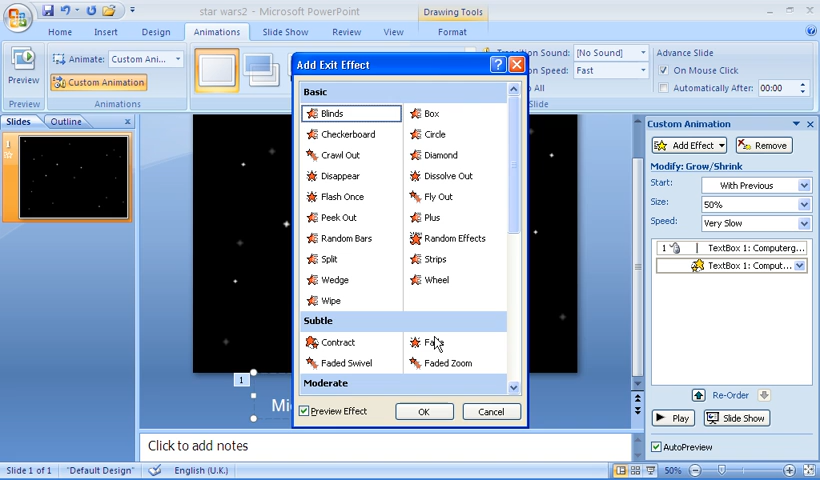 star wars2 - Microsoft PowerPoint
Drawing Tools
Home Insert Design Animations Slide Show Review View Format
Preview
Preview
Animate: Custom Ani...
Custom Animation
Animations
Transition Sound: [No Sound]
Transition Speed: Fast
Advance Slide
On Mouse Click
Automatically After: 00:00
Slides Outline
1
Add Exit Effect
Basic
Blinds Box
Checkerboard Circle
Crawl Out Diamond
Disappear Dissolve Out
Flash Once Fly Out
Peek Out Plus
Random Bars Random Effects
Split Strips
Wedge Wheel
Wipe
Subtle
Contract
Faded Swivel Faded Zoom
Moderate
Preview Effect OK Cancel
1
Custom Animation
Add Effect Remove
Modify: Grow/Shrink
Start: With Previous
Size: 50%
Speed: Very Slow
1 TextBox 1: Computerg...
TextBox 1: Comput...
Re-Order
Play Slide Show
AutoPreview
Click to add notes
Slide 1 of 1 "Default Design" English (U.K.) 50%